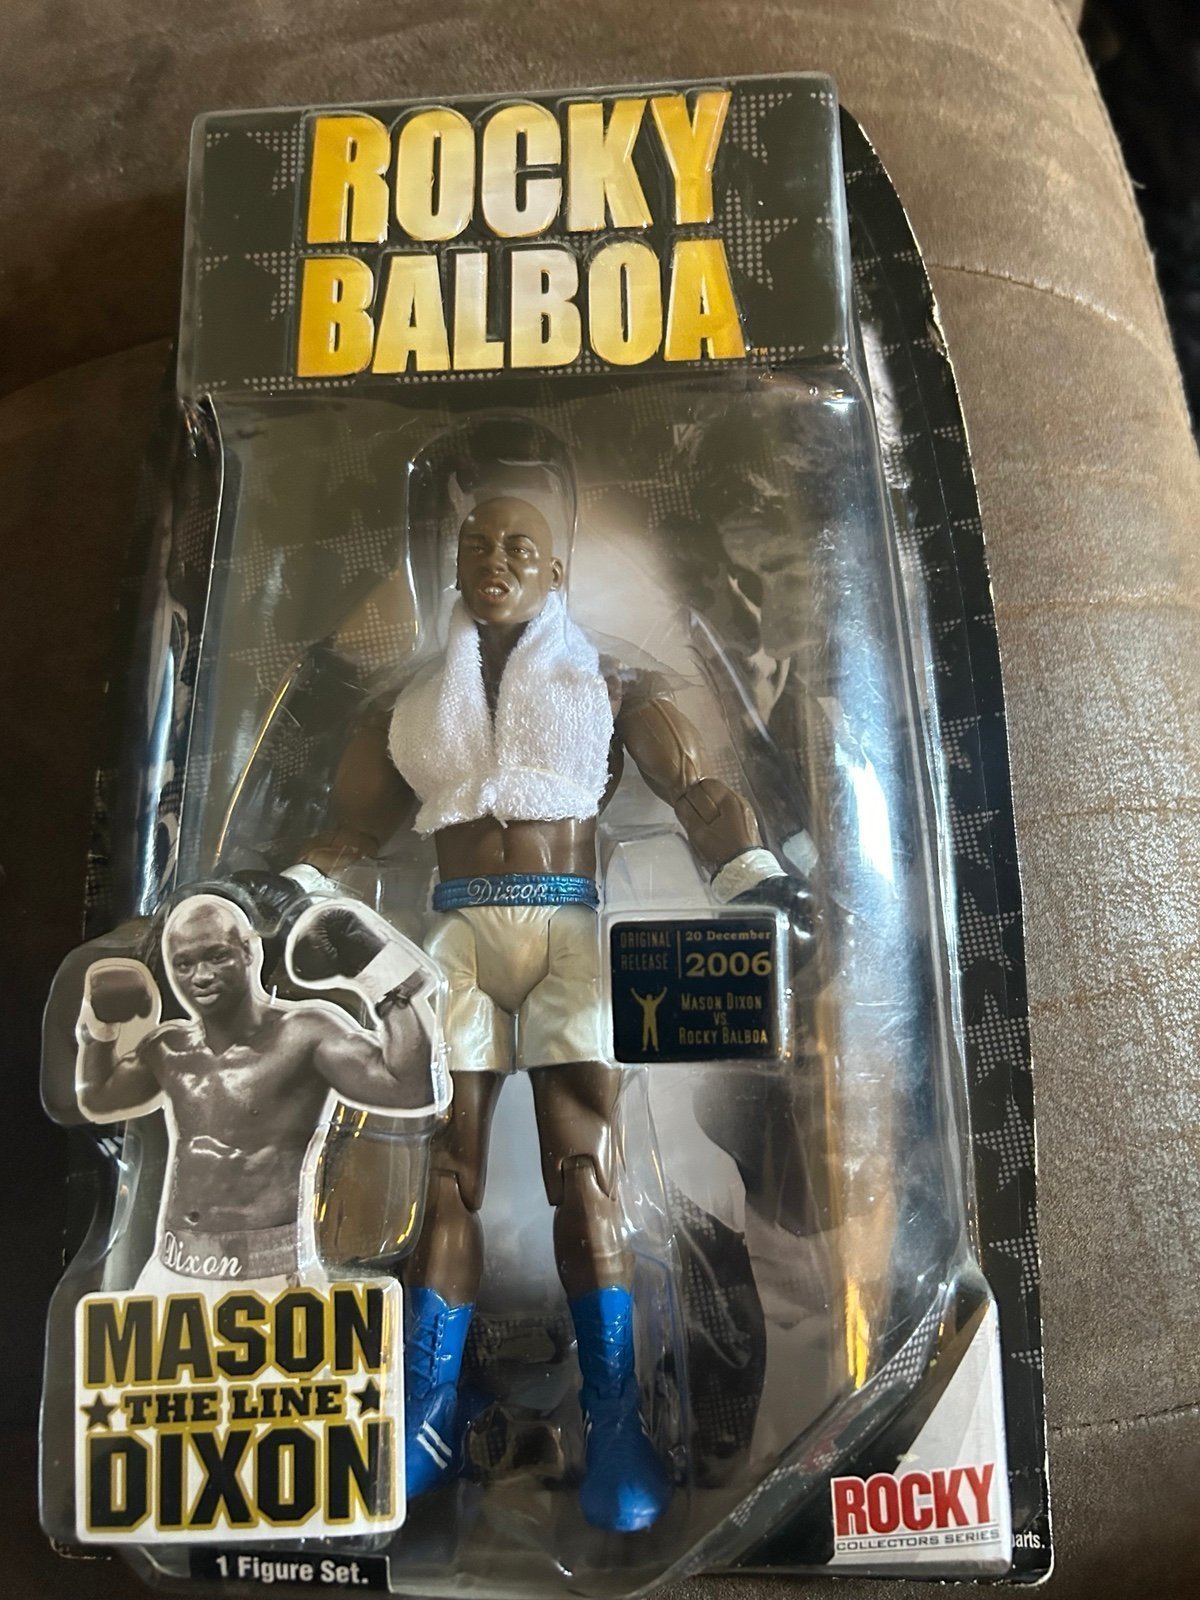 ROCKY
BALBOA™
Dixon
ORIGINAL RELEASE
20 December
2006
MASON DIXON
VS
ROCKY BALBOA
Dixon
MASON
THE LINE
DIXON
1 Figure Set.
ROCKY
COLLECTORS SERIES
parts.